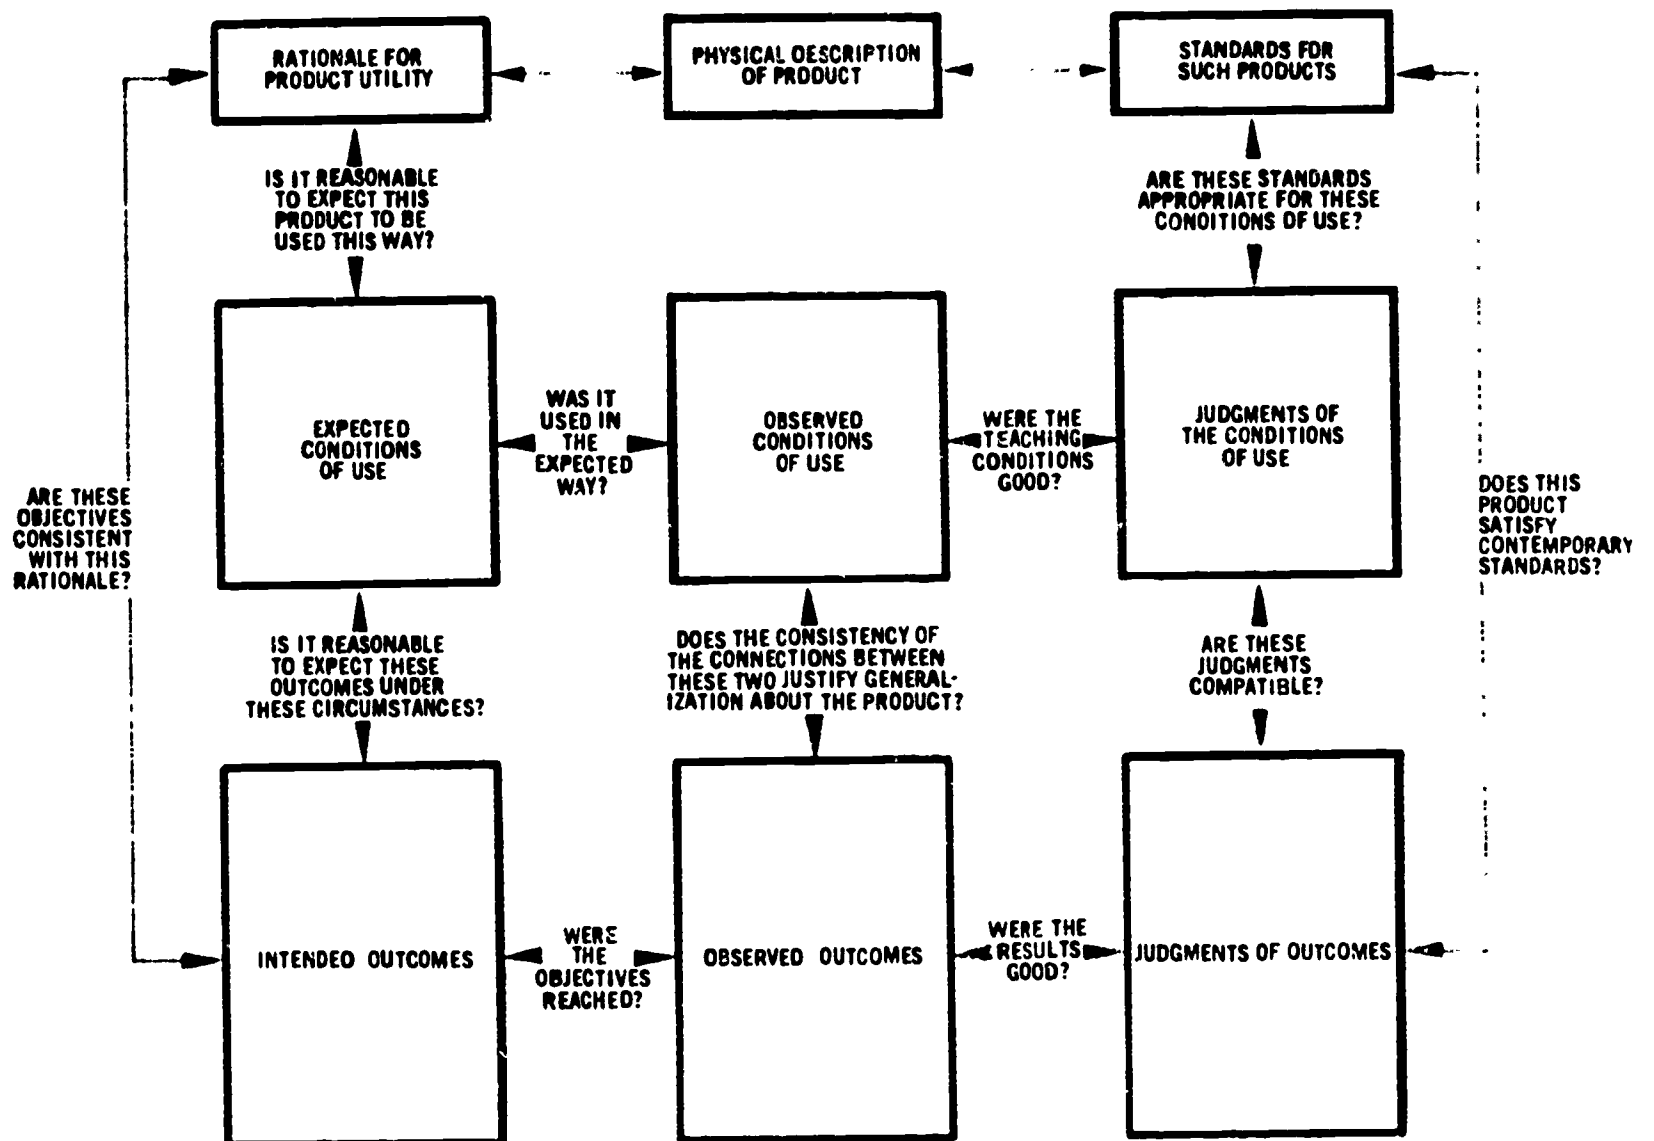 RATIONALE FOR
PRODUCT UTILITY
PHYSICAL DESCRIPTION
OF PRODUCT
STANDARDS FOR
SUCH PRODUCTS
IS IT REASONABLE
TO EXPECT THIS
PRODUCT TO BE
USED THIS WAY?
ARE THESE STANDARDS
APPROPRIATE FOR THESE
CONDITIONS OF USE?
EXPECTED
CONDITIONS
OF USE
WAS IT
USED IN
THE
EXPECTED
WAY?
OBSERVED
CONDITIONS
OF USE
WERE THE
TEACHING
CONDITIONS
GOOD?
JUDGMENTS OF
THE CONDITIONS
OF USE
ARE THESE
OBJECTIVES
CONSISTENT
WITH THIS
RATIONALE?
DOES THIS
PRODUCT
SATISFY
CONTEMPORARY
STANDARDS?
IS IT REASONABLE
TO EXPECT THESE
OUTCOMES UNDER
THESE CIRCUMSTANCES?
DOES THE CONSISTENCY OF
THE CONNECTIONS BETWEEN
THESE TWO JUSTIFY GENERAL-
IZATION ABOUT THE PRODUCT?
ARE THESE
JUDGMENTS
COMPATIBLE?
INTENDED OUTCOMES
WERE
THE
OBJECTIVES
REACHED?
OBSERVED OUTCOMES
WERE THE
RESULTS
GOOD?
JUDGMENTS OF OUTCOMES